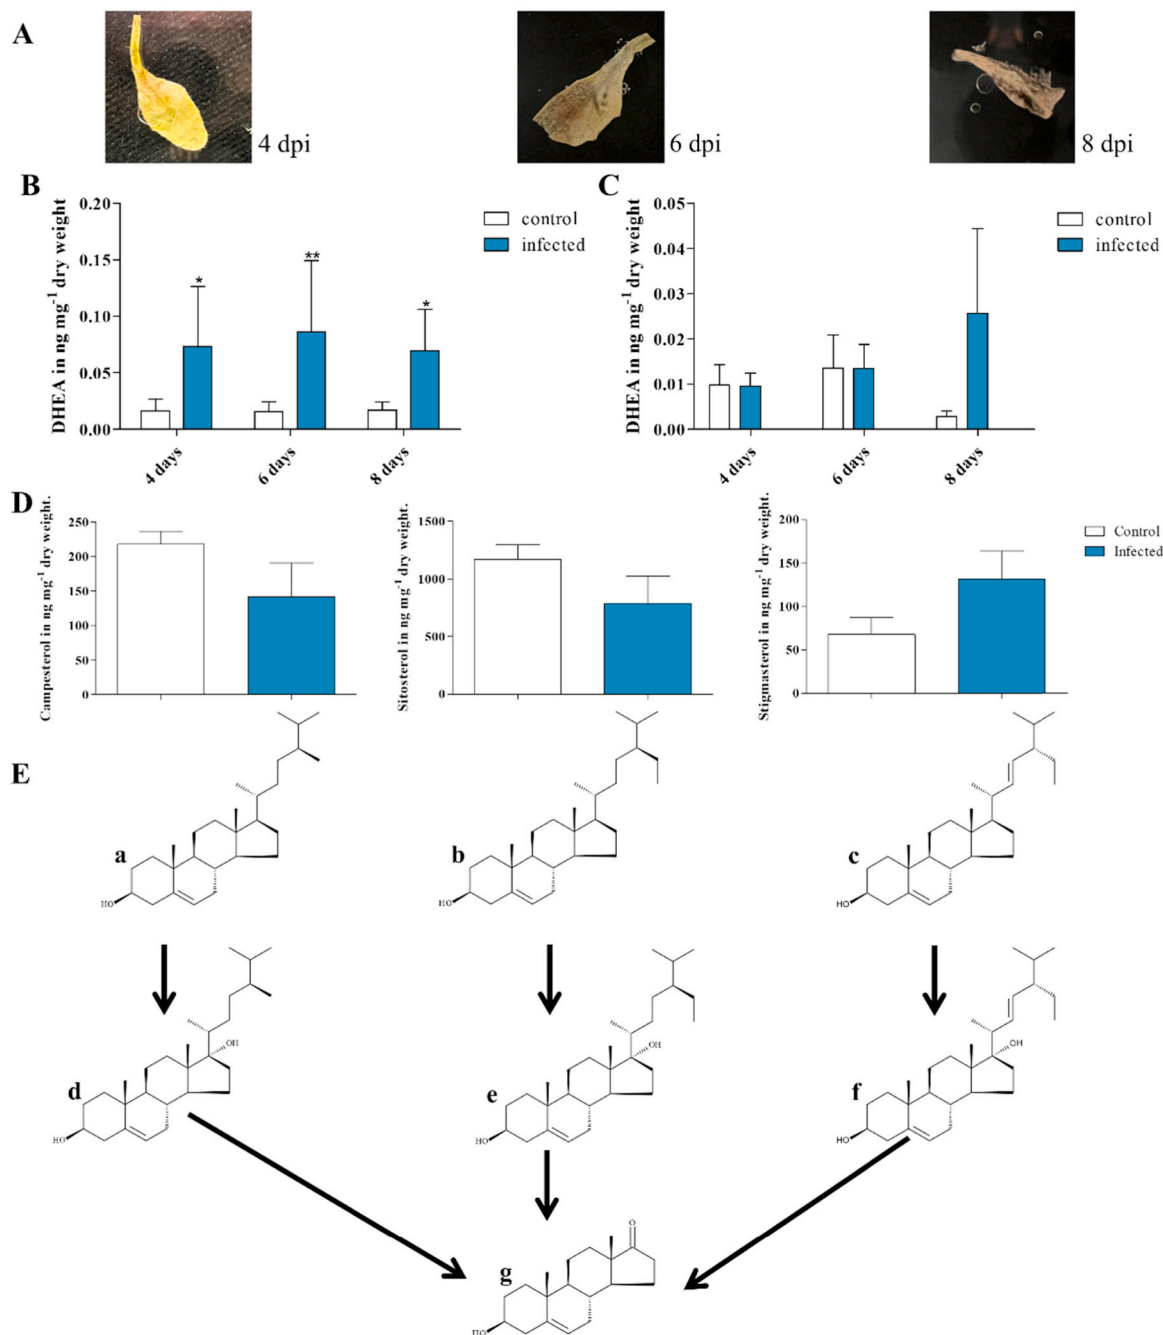 A
4 dpi
6 dpi
8 dpi
B
DHEA in ng mg⁻¹ dry weight
0.20
0.15
0.10
0.05
0.00
*
**
*
4 days
6 days
8 days
control
infected
C
DHEA in ng mg⁻¹ dry weight
0.05
0.04
0.03
0.02
0.01
0.00
4 days
6 days
8 days
control
infected
D
Campesterol in ng mg⁻¹ dry weight.
250
200
150
100
50
0
Sitosterol in ng mg⁻¹ dry weight.
1500
1000
500
0
Stigmasterol in ng mg⁻¹ dry weight.
200
150
100
50
0
Control
Infected
E
a
HO
b
HO
c
HO
d
OH
HO
e
OH
HO
f
OH
HO
g
O
HO